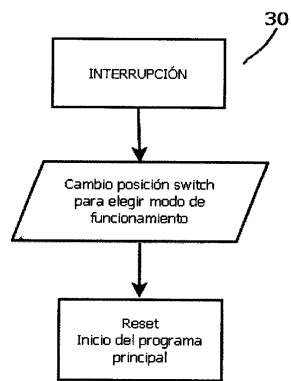 30
INTERRUPCIÓN
Cambio posición switch
para elegir modo de
funcionamiento
Reset
Inicio del programa
principal